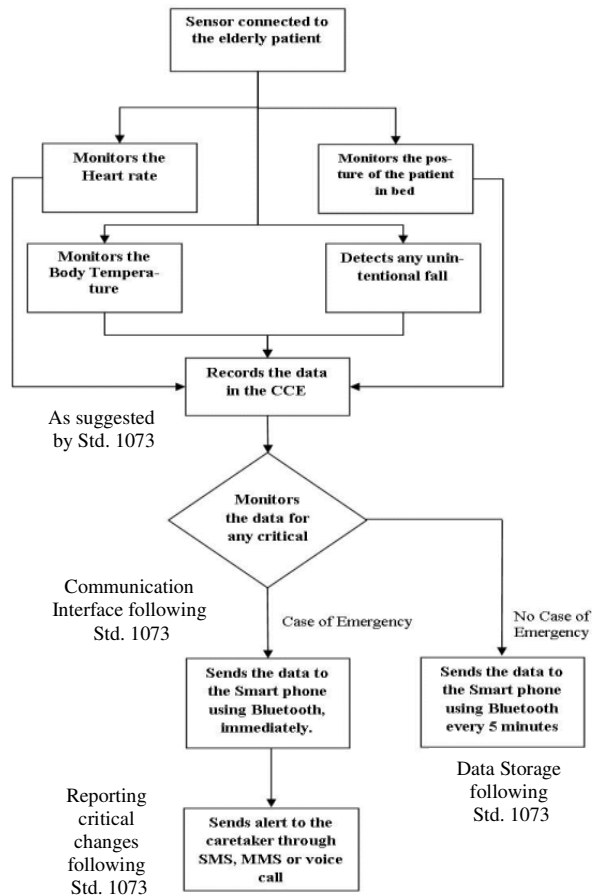 Sensor connected to
the elderly patient
Monitors the
Heart rate
Monitors the pos-
ture of the patient
in bed
Monitors the
Body Tempera-
ture
Detects any unin-
tentional fall
Records the data
in the CCE
As suggested
by Std. 1073
Monitors
the data for
any critical
Communication
Interface following
Std. 1073
Case of Emergency
No Case of
Emergency
Sends the data to
the Smart phone
using Bluetooth,
immediately.
Sends the data to
the Smart phone
using Bluetooth
every 5 minutes
Data Storage
following
Std. 1073
Reporting
critical
changes
following
Std. 1073
Sends alert to the
caretaker through
SMS, MMS or voice
call